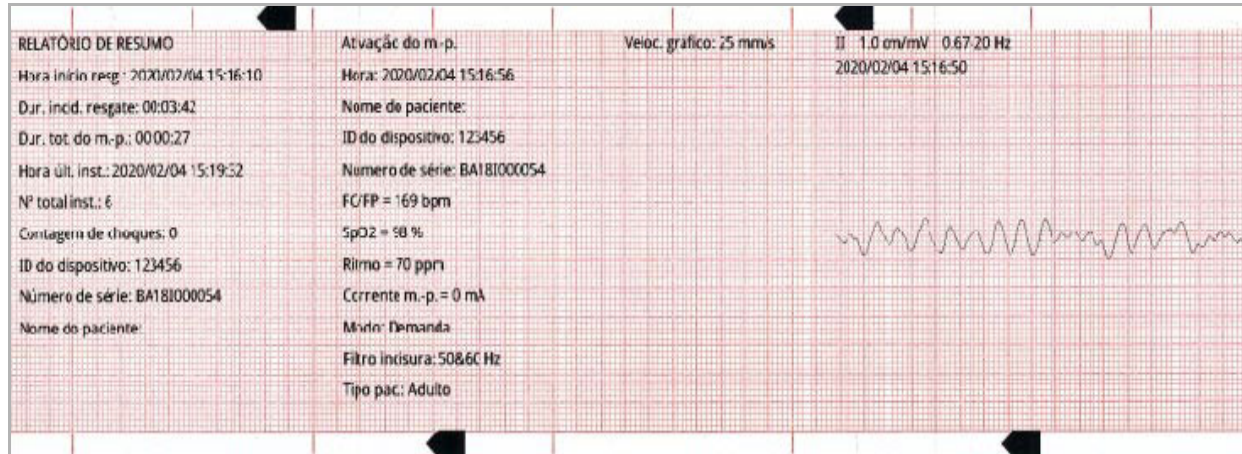 RELATÓRIO DE RESUMO
Hora início resg.: 2020/02/04 15:16:10
Dur. incid. resgate: 00:03:42
Dur. tot. do m.-p.: 00:00:27
Hora últ. inst.: 2020/02/04 15:19:32
Nº total inst.: 6
Contagem de choques: 0
ID do dispositivo: 123456
Número de série: BA18I000054
Nome do paciente:
Ativação do m-p.
Hora: 2020/02/04 15:16:56
Nome do paciente:
ID do dispositivo: 123456
Número de série: BA18I000054
FC/FP = 169 bpm
SpO2 = 98 %
Ritmo = 70 ppm
Corrente m.-p. = 0 mA
Modo: Demanda
Filtro incisura: 50&60 Hz
Tipo pac.: Adulto
Veloc. gráfico: 25 mm/s
II 1.0 cm/mV 0.67-20 Hz
2020/02/04 15:16:50